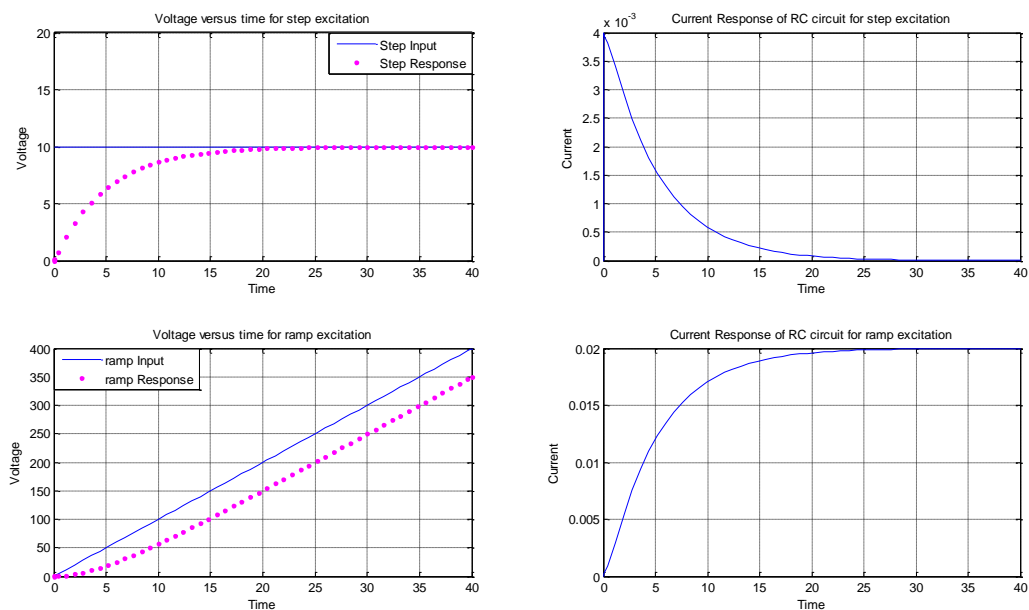 Voltage versus time for step excitation
20
15
10
5
0
0 5 10 15 20 25 30 35 40
Voltage
Time
Step Input
Step Response
Current Response of RC circuit for step excitation
x 10-3
4
3.5
3
2.5
2
1.5
1
0.5
0
0 5 10 15 20 25 30 35 40
Current
Time
Voltage versus time for ramp excitation
400
350
300
250
200
150
100
50
0
0 5 10 15 20 25 30 35 40
Voltage
Time
ramp Input
ramp Response
Current Response of RC circuit for ramp excitation
0.02
0.015
0.01
0.005
0
0 5 10 15 20 25 30 35 40
Current
Time